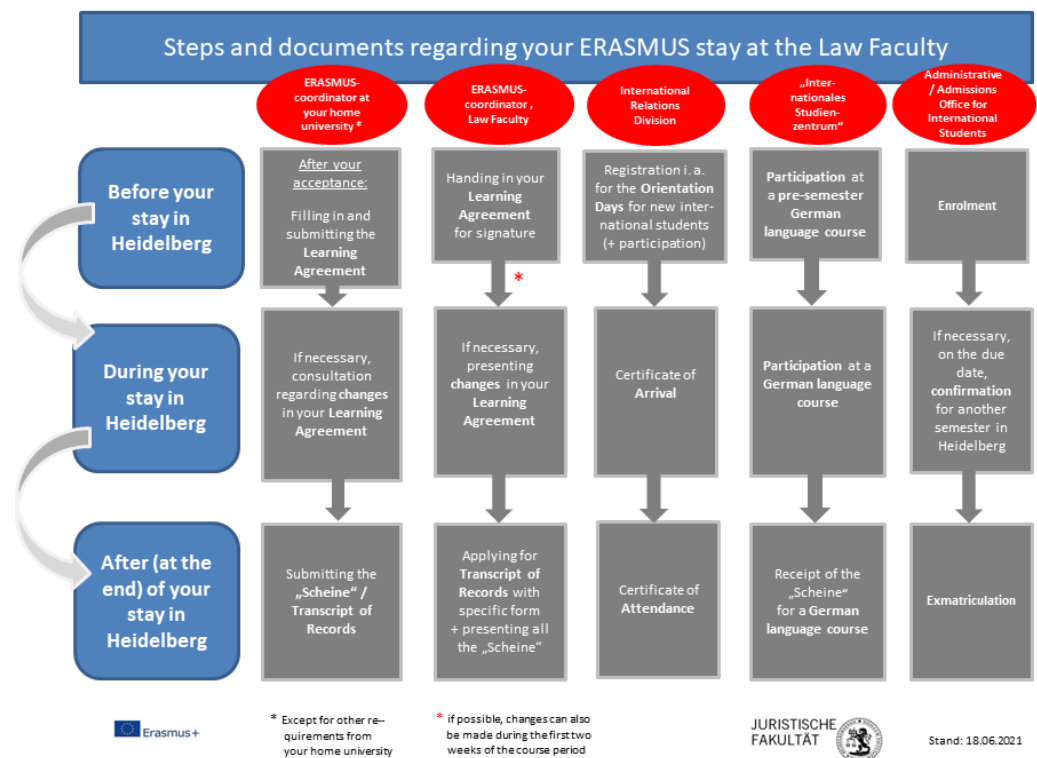 Steps and documents regarding your ERASMUS stay at the Law Faculty
ERASMUS-
coordinator at
your home
university *
ERASMUS-
coordinator ,
Law Faculty
International
Relations
Division
„Inter-
nationales
Studien-
zentrum“
Administrative
/ Admissions
Office for
International
Students
Before your
stay in
Heidelberg
After your
acceptance:
Filling in and
submitting the
Learning
Agreement
Handing in your
Learning
Agreement
for signature
*
Registration i. a.
for the Orientation
Days for new inter-
national students
(+ participation)
Participation at
a pre-semester
German
language course
Enrolment
During your
stay in
Heidelberg
If necessary,
consultation
regarding changes
in your Learning
Agreement
If necessary,
presenting
changes in your
Learning
Agreement
Certificate of
Arrival
Participation at a
German language
course
If necessary,
on the due
date,
confirmation
for another
semester in
Heidelberg
After (at the
end) of your
stay in
Heidelberg
Submitting the
„Scheine“ /
Transcript of
Records
Applying for
Transcript of
Records with
specific form
+ presenting all
the „Scheine“
Certificate of
Attendance
Receipt of the
„Scheine“
for a German
language course
Exmatriculation
Erasmus+
* Except for other re--
quirements from
your home university
* if possible, changes can also
be made during the first two
weeks of the course period
JURISTISCHE
FAKULTÄT
Stand: 18.06.2021